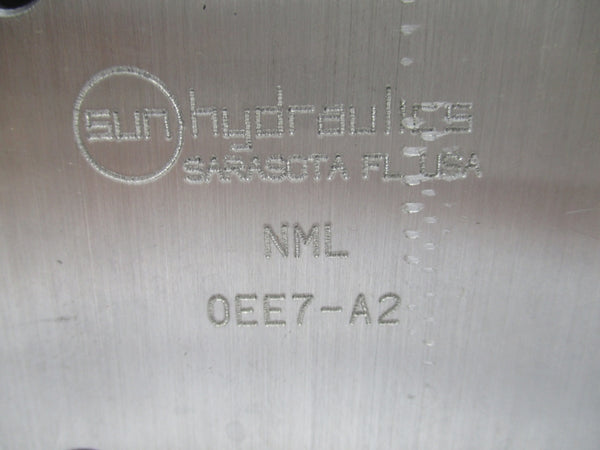 sun hydraulics
SARASOTA FL USA
NML
0EE7-A2